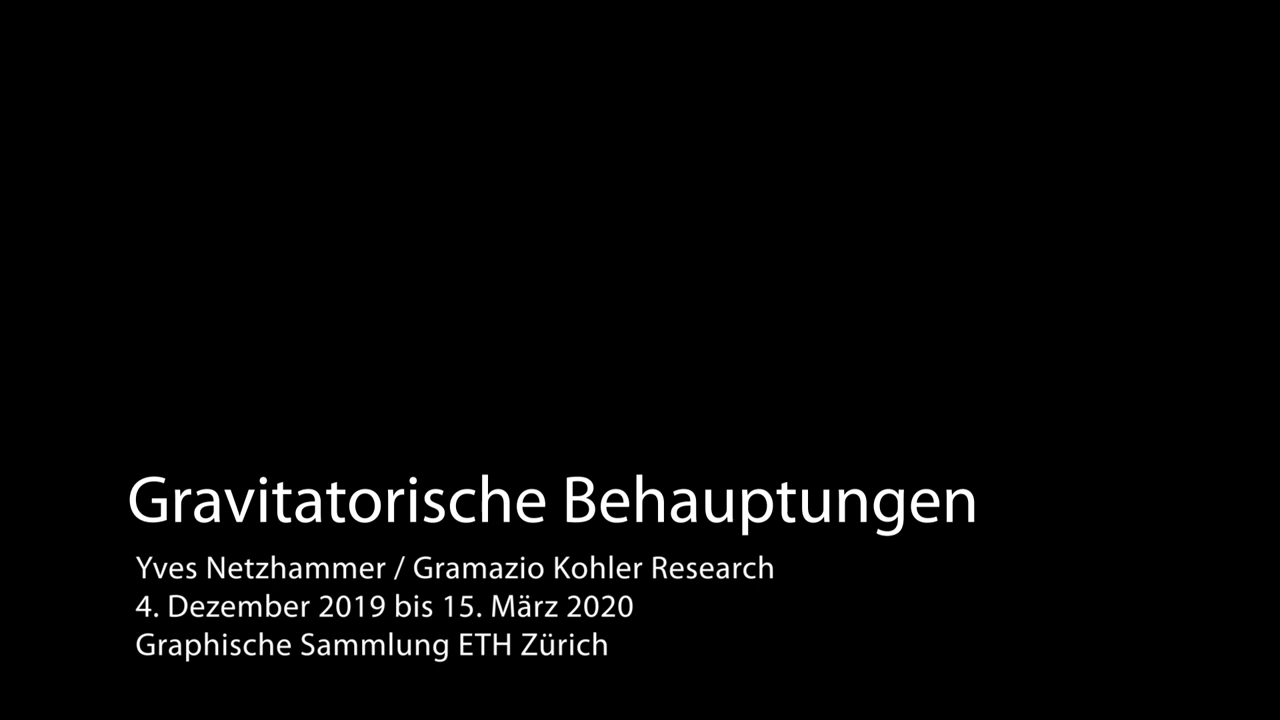 Gravitatorische Behauptungen
Yves Netzhammer / Gramazio Kohler Research
4. Dezember 2019 bis 15. März 2020
Graphische Sammlung ETH Zürich